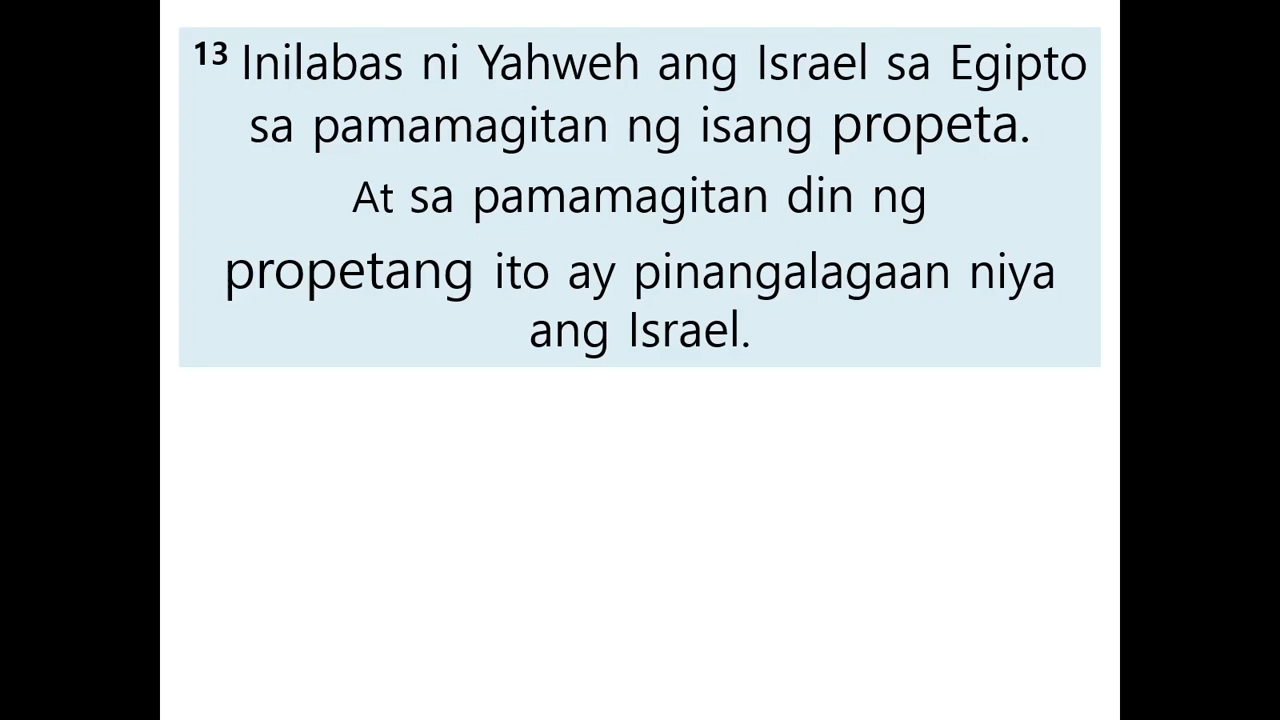 13 Inilabas ni Yahweh ang Israel sa Egipto
sa pamamagitan ng isang propeta.
At sa pamamagitan din ng
propetang ito ay pinangalagaan niya
ang Israel.